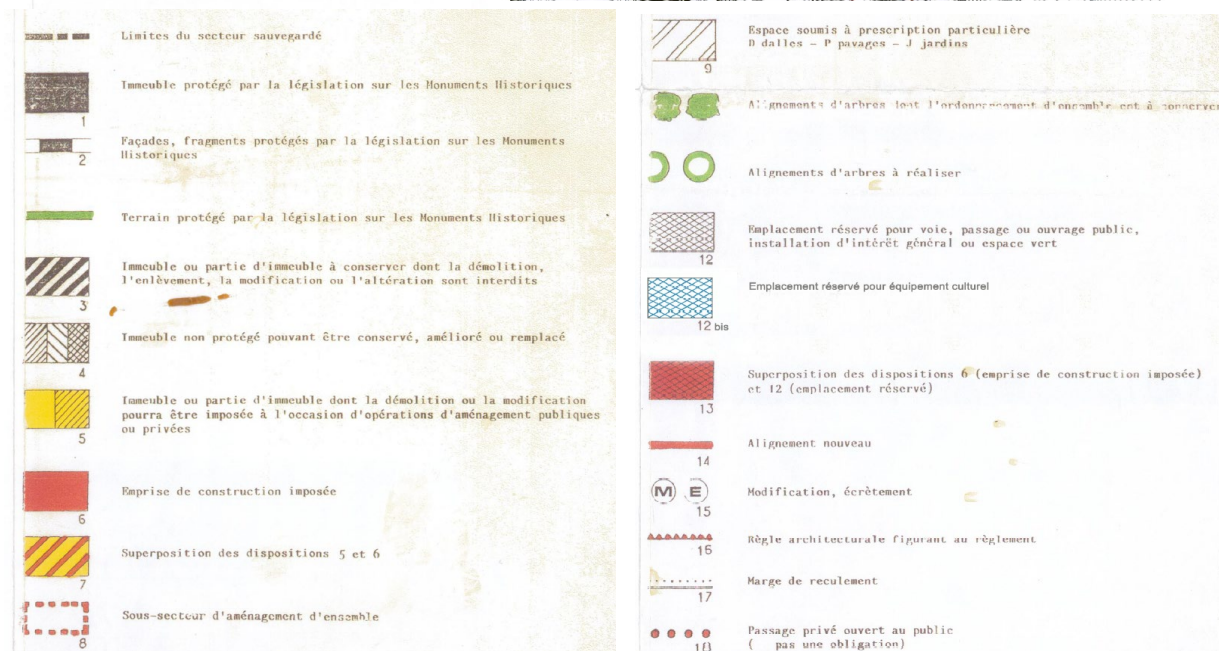 Limites du secteur sauvegardé
Immeuble protégé par la législation sur les Monuments Historiques
1
Façades, fragments protégés par la législation sur les Monuments
Historiques
2
Terrain protégé par la législation sur les Monuments Historiques
Immeuble ou partie d'immeuble à conserver dont la démolition,
l'enlèvement, la modification ou l'altération sont interdits
3
Immeuble non protégé pouvant être conservé, amélioré ou remplacé
4
Immeuble ou partie d'immeuble dont la démolition ou la modification
pourra être imposée à l'occasion d'opérations d'aménagement publiques
ou privées
5
Emprise de construction imposée
6
Superposition des dispositions 5 et 6
7
Sous-secteur d'aménagement d'ensemble
8
Espace soumis à prescription particulière
D dalles - P pavages - J jardins
9
Alignements d'arbres dont l'ordonnancement d'ensemble est à conserver
Alignements d'arbres à réaliser
Emplacement réservé pour voie, passage ou ouvrage public,
installation d'intérêt général ou espace vert
12
Emplacement réservé pour équipement culturel
12 bis
Superposition des dispositions 6 (emprise de construction imposée)
et 12 (emplacement réservé)
13
Alignement nouveau
14
M E
Modification, écrètement
15
Règle architecturale figurant au règlement
16
Marge de reculement
17
Passage privé ouvert au public
( pas une obligation)
18